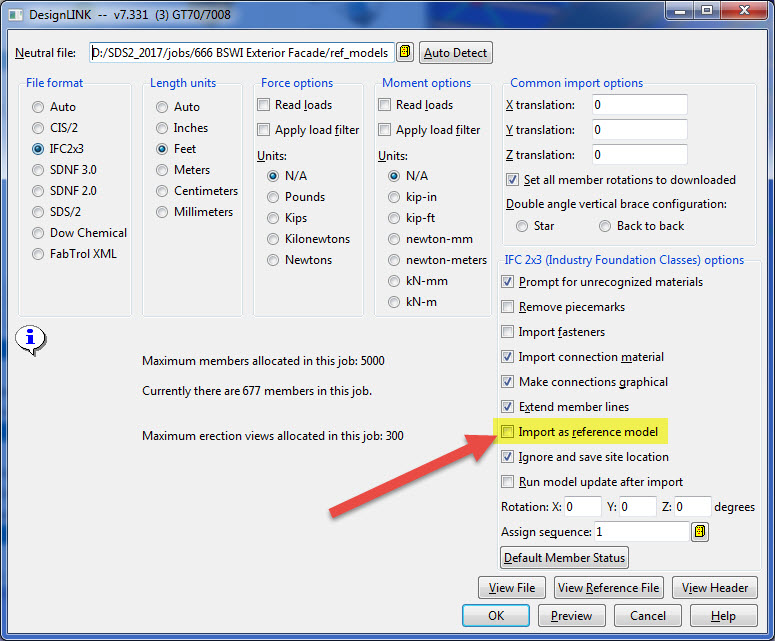 DesignLINK -- v7.331 (3) GT70/7008
Neutral file: D:/SDS2_2017/jobs/666 BSWI Exterior Facade/ref_models Auto Detect
File format
Auto
CIS/2
IFC2x3
SDNF 3.0
SDNF 2.0
SDS/2
Dow Chemical
FabTrol XML
Length units
Auto
Inches
Feet
Meters
Centimeters
Millimeters
Force options
Read loads
Apply load filter
Units:
N/A
Pounds
Kips
Kilonewtons
Newtons
Moment options
Read loads
Apply load filter
Units:
N/A
kip-in
kip-ft
newton-mm
newton-meters
kN-mm
kN-m
Common import options
X translation: 0
Y translation: 0
Z translation: 0
Set all member rotations to downloaded
Double angle vertical brace configuration:
Star Back to back
IFC 2x3 (Industry Foundation Classes) options
Prompt for unrecognized materials
Remove piecemarks
Import fasteners
Import connection material
Make connections graphical
Extend member lines
Import as reference model
Ignore and save site location
Run model update after import
Rotation: X: 0 Y: 0 Z: 0 degrees
Assign sequence: 1
Default Member Status
Maximum members allocated in this job: 5000
Currently there are 677 members in this job.
Maximum erection views allocated in this job: 300
View File View Reference File View Header
OK Preview Cancel Help